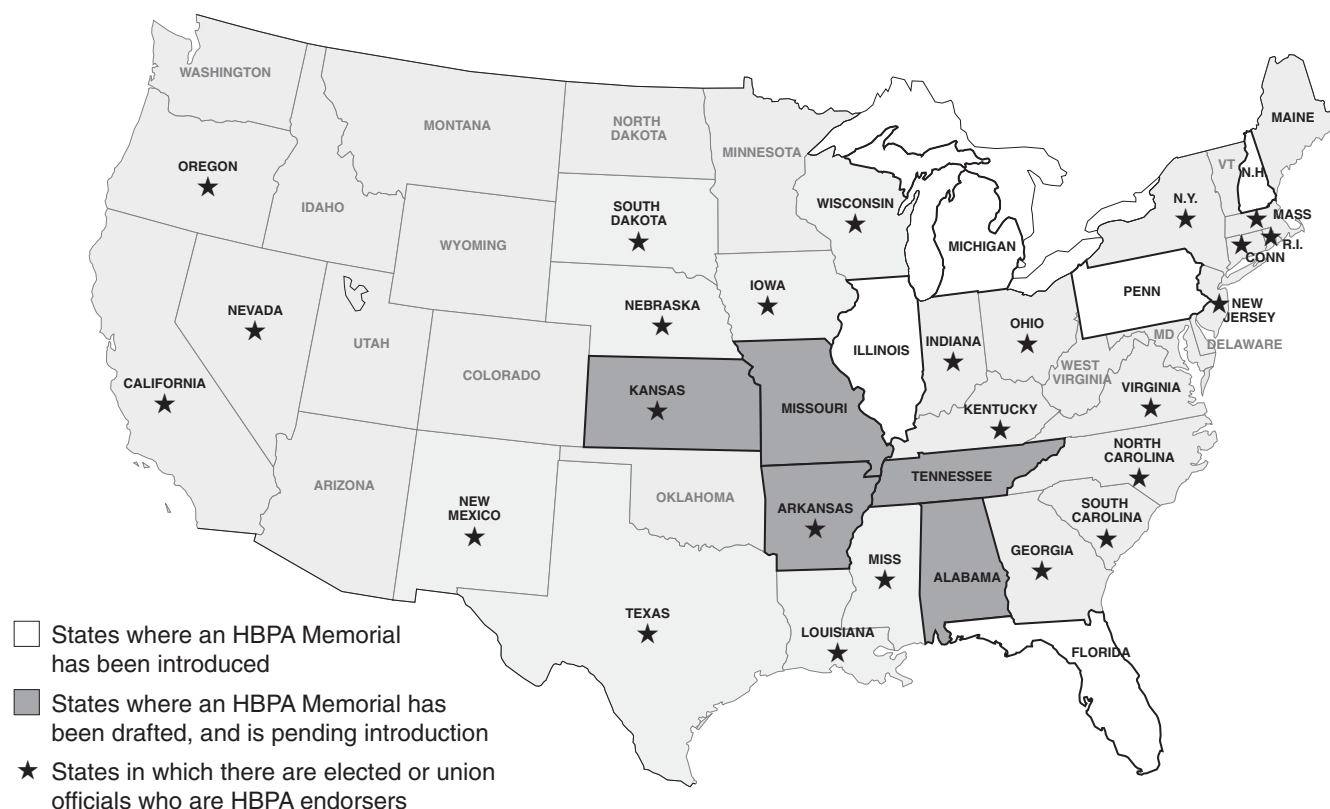 WASHINGTON
MONTANA
NORTH
DAKOTA
MINNESOTA
MAINE
VT
N.H
OREGON
IDAHO
WYOMING
SOUTH
DAKOTA
WISCONSIN
MICHIGAN
N.Y.
MASS
R.I.
CONN
NEVADA
UTAH
COLORADO
NEBRASKA
IOWA
ILLINOIS
INDIANA
OHIO
PENN
NEW
JERSEY
MD
DELAWARE
WEST
VIRGINIA
VIRGINIA
CALIFORNIA
KANSAS
MISSOURI
KENTUCKY
NORTH
CAROLINA
ARIZONA
NEW
MEXICO
OKLAHOMA
ARKANSAS
TENNESSEE
SOUTH
CAROLINA
MISS
ALABAMA
GEORGIA
TEXAS
LOUISIANA
FLORIDA
States where an HBPA Memorial
has been introduced
States where an HBPA Memorial has
been drafted, and is pending introduction
States in which there are elected or union
officials who are HBPA endorsers